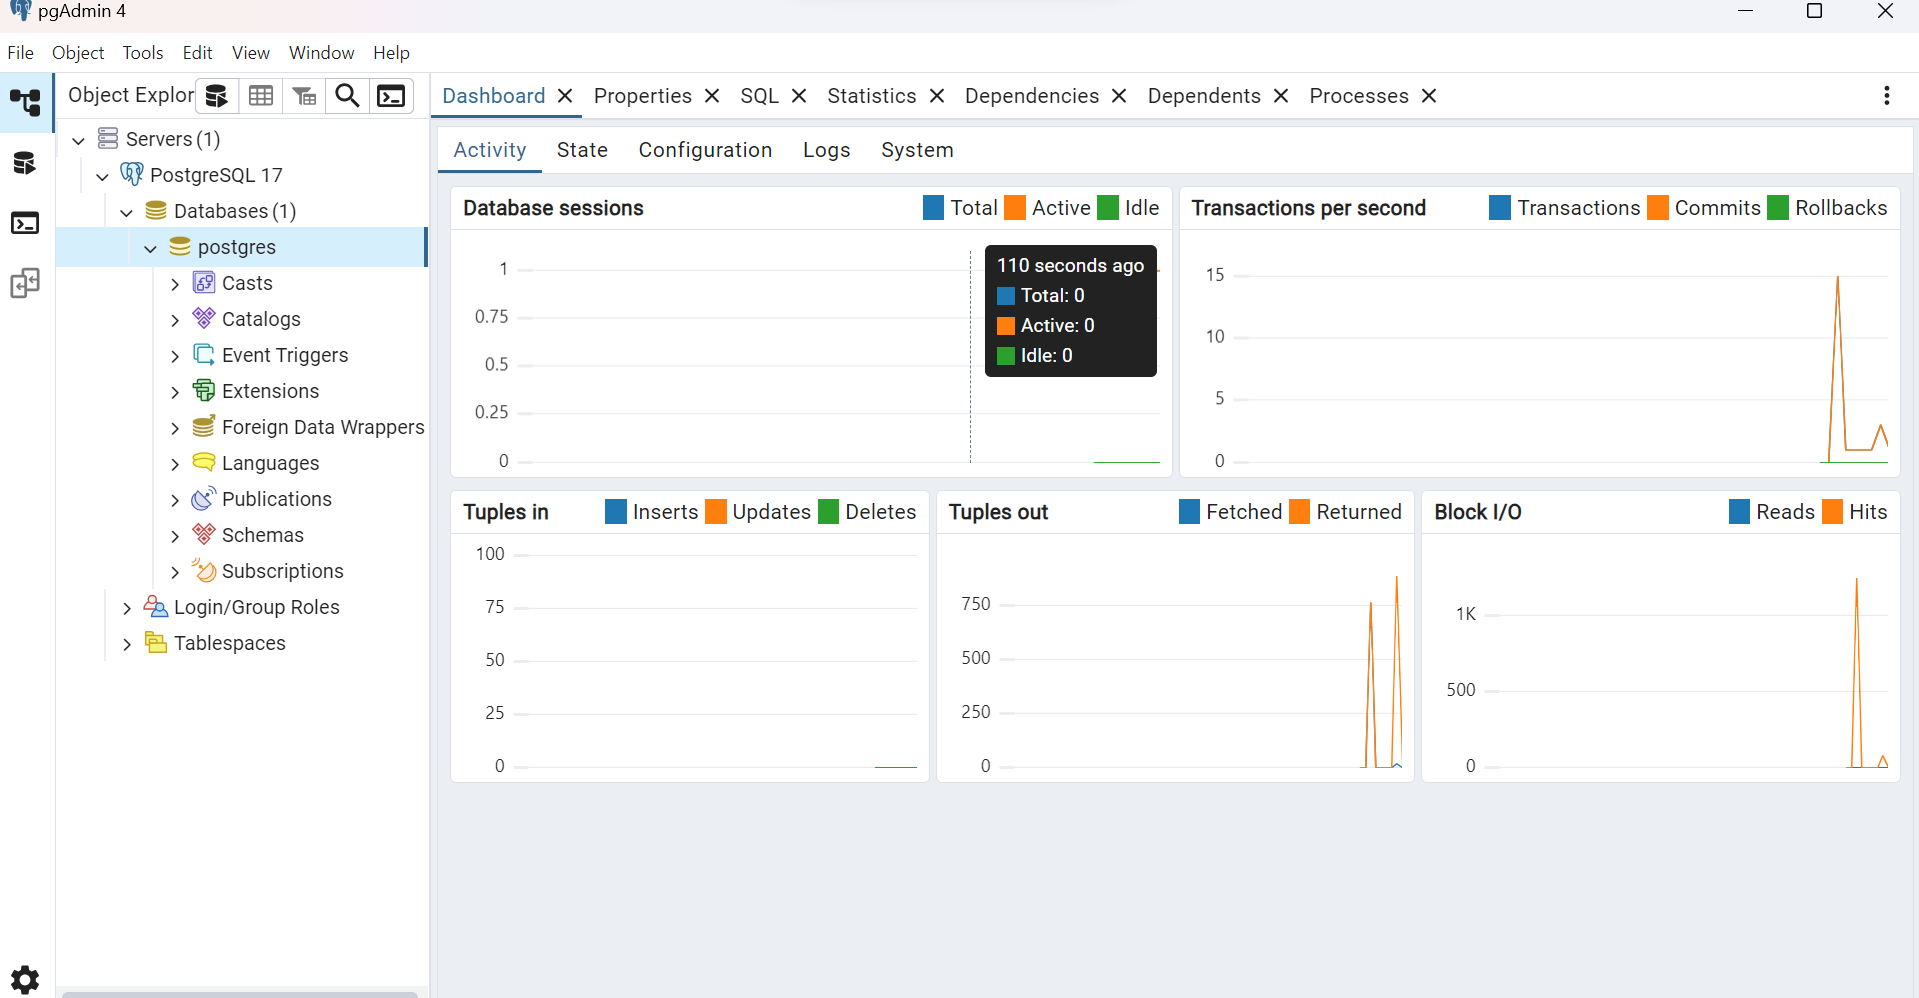 pgAdmin 4
File Object Tools Edit View Window Help
Object Explor
Dashboard Properties SQL Statistics Dependencies Dependents Processes
Servers (1)
PostgreSQL 17
Databases (1)
postgres
Casts
Catalogs
Event Triggers
Extensions
Foreign Data Wrappers
Languages
Publications
Schemas
Subscriptions
Login/Group Roles
Tablespaces
Activity State Configuration Logs System
Database sessions Total Active Idle
1
0.75
0.5
0.25
0
110 seconds ago
Total: 0
Active: 0
Idle: 0
Transactions per second Transactions Commits Rollbacks
15
10
5
0
Tuples in Inserts Updates Deletes
100
75
50
25
0
Tuples out Fetched Returned
750
500
250
0
Block I/O Reads Hits
1K
500
0